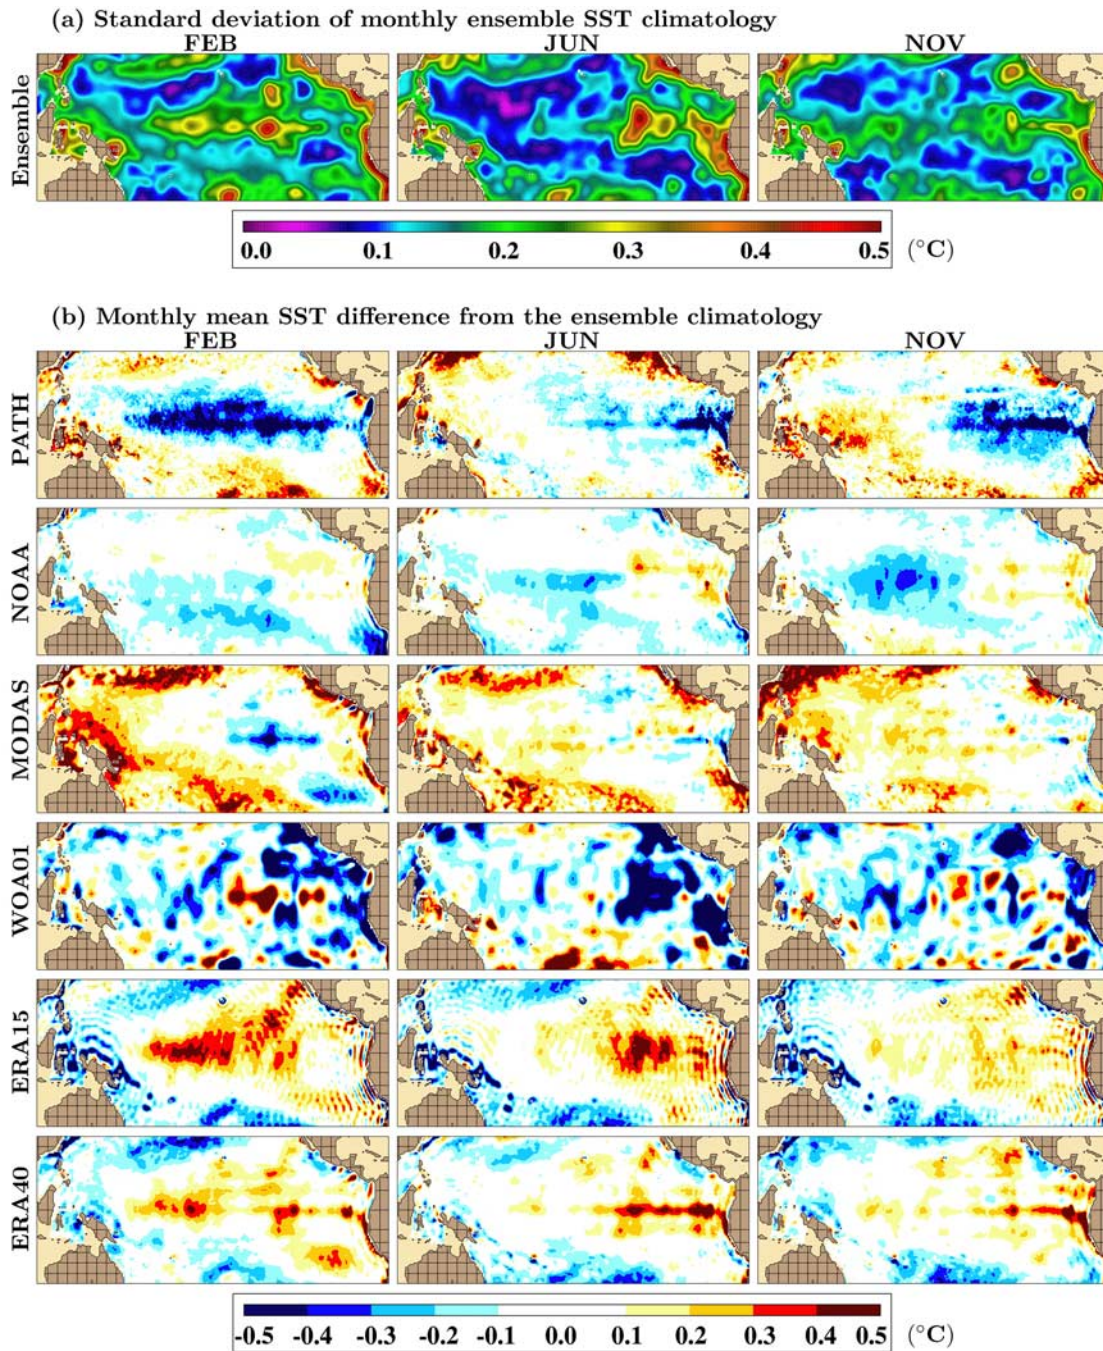 (a) Standard deviation of monthly ensemble SST climatology
FEB JUN NOV
Ensemble
0.0 0.1 0.2 0.3 0.4 0.5 (°C)
(b) Monthly mean SST difference from the ensemble climatology
FEB JUN NOV
PATH
NOAA
MODAS
WOA01
ERA15
ERA40
-0.5 -0.4 -0.3 -0.2 -0.1 0.0 0.1 0.2 0.3 0.4 0.5 (°C)